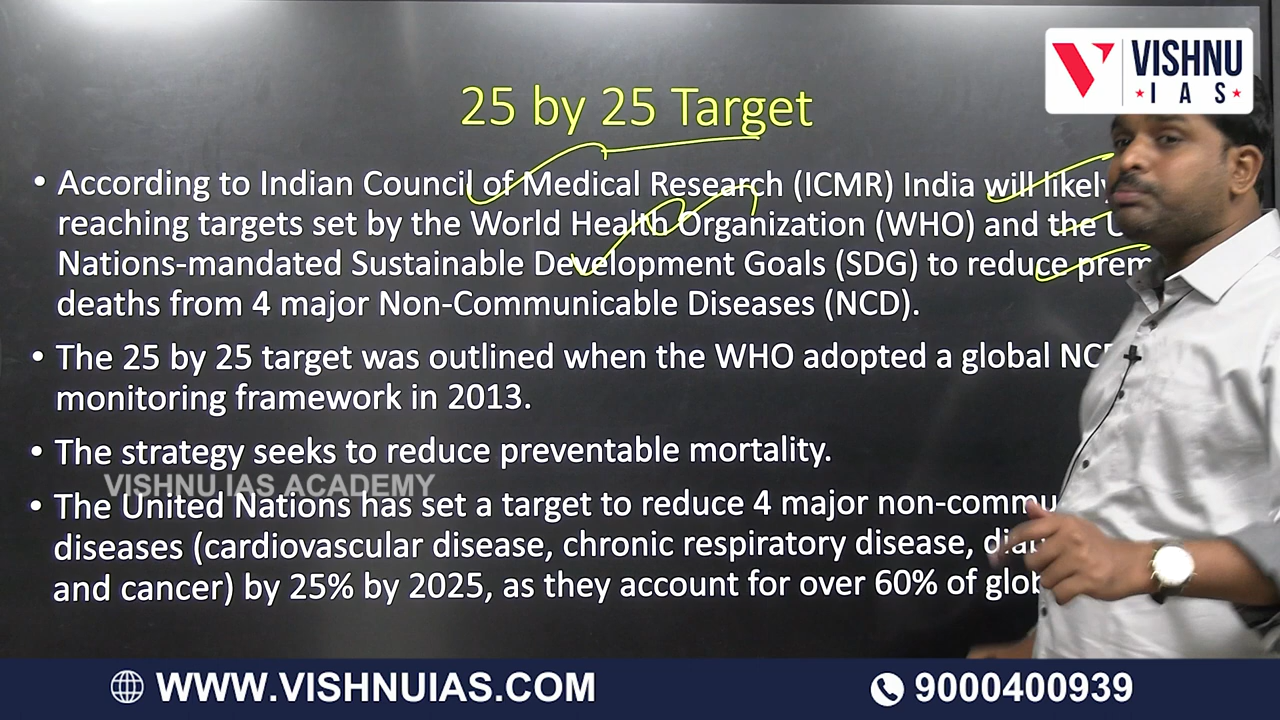 VISHNU
IAS
25 by 25 Target
• According to Indian Council of Medical Research (ICMR) India will likely
reaching targets set by the World Health Organization (WHO) and the
Nations-mandated Sustainable Development Goals (SDG) to reduce
deaths from 4 major Non-Communicable Diseases (NCD).
• The 25 by 25 target was outlined when the WHO adopted a global
monitoring framework in 2013.
• The strategy seeks to reduce preventable mortality.
VISHNU IAS ACADEMY
• The United Nations has set a target to reduce 4 major
diseases (cardiovascular disease, chronic respiratory disease,
and cancer) by 25% by 2025, as they account for over 60% of
WWW.VISHNUIAS.COM
9000400939